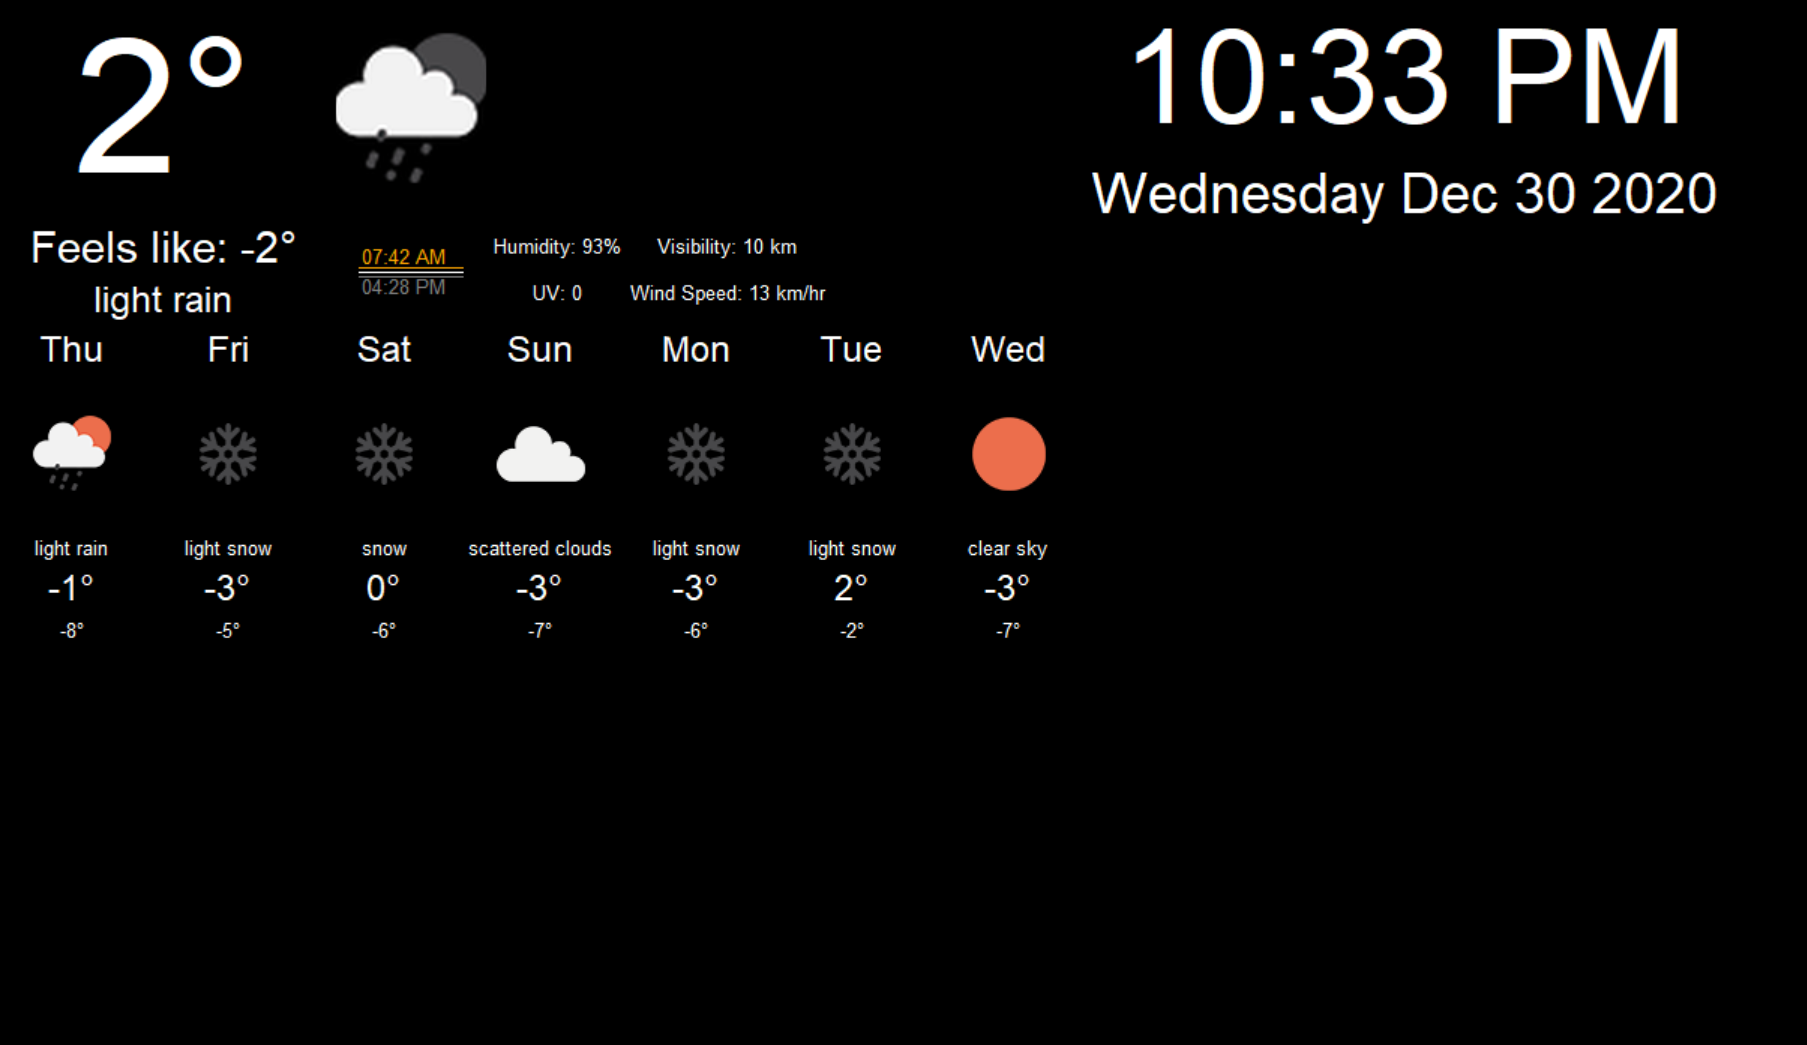 2°
10:33 PM
Wednesday Dec 30 2020
Feels like: -2°
light rain
07:42 AM
04:28 PM
Humidity: 93% Visibility: 10 km
UV: 0 Wind Speed: 13 km/hr
Thu Fri Sat Sun Mon Tue Wed
light rain light snow snow scattered clouds light snow light snow clear sky
-1° -3° 0° -3° -3° 2° -3°
-8° -5° -6° -7° -6° -2° -7°